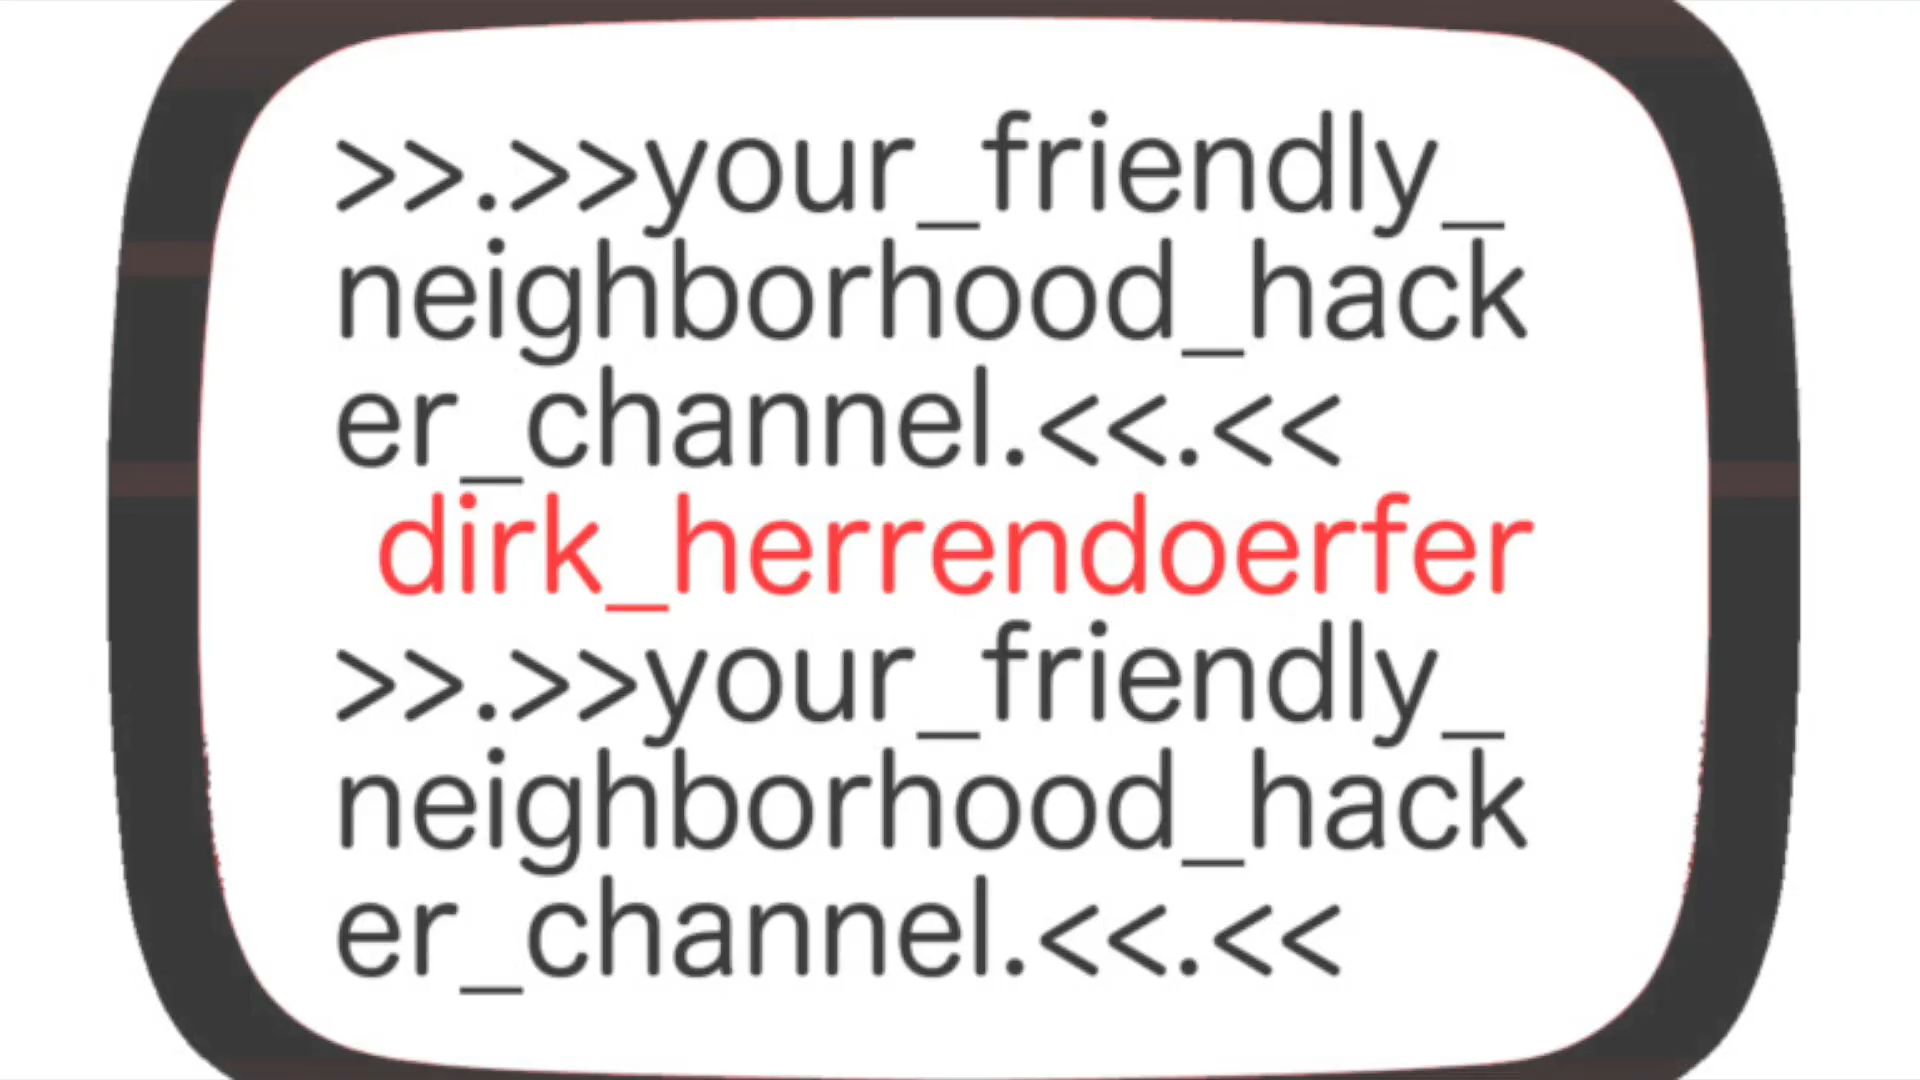 >>.>>your_friendly_
neighborhood_hack
er_channel.<<.<<
dirk_herrendoerfer
>>.>>your_friendly_
neighborhood_hack
er_channel.<<.<<